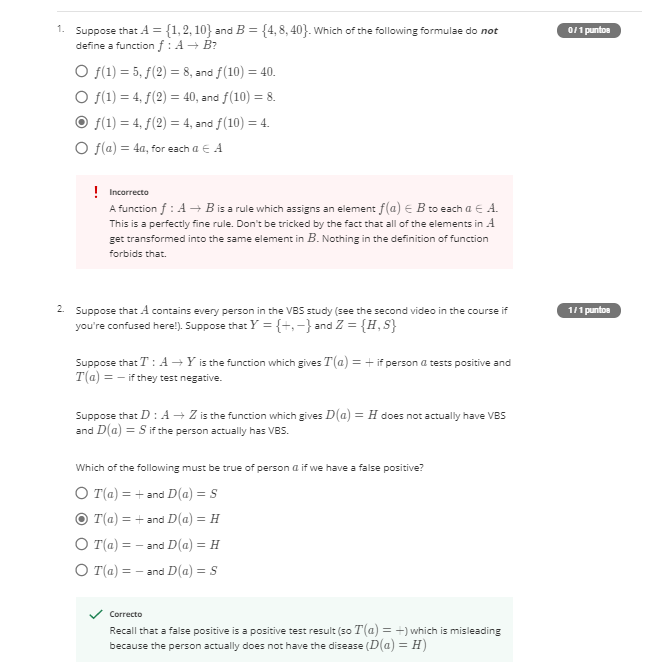 1. Suppose that A = {1, 2, 10} and B = {4, 8, 40}. Which of the following formulae do not
0 / 1 puntos
define a function f : A → B?
f(1) = 5, f(2) = 8, and f(10) = 40.
f(1) = 4, f(2) = 40, and f(10) = 8.
f(1) = 4, f(2) = 4, and f(10) = 4.
f(a) = 4a, for each a ∈ A
! Incorrecto
A function f : A → B is a rule which assigns an element f(a) ∈ B to each a ∈ A.
This is a perfectly fine rule. Don't be tricked by the fact that all of the elements in A
get transformed into the same element in B. Nothing in the definition of function
forbids that.
2. Suppose that A contains every person in the VBS study (see the second video in the course if
1 / 1 puntos
you're confused here!). Suppose that Y = {+, −} and Z = {H, S}
Suppose that T : A → Y is the function which gives T(a) = + if person a tests positive and
T(a) = − if they test negative.
Suppose that D : A → Z is the function which gives D(a) = H does not actually have VBS
and D(a) = S if the person actually has VBS.
Which of the following must be true of person a if we have a false positive?
T(a) = + and D(a) = S
T(a) = + and D(a) = H
T(a) = − and D(a) = H
T(a) = − and D(a) = S
Correcto
Recall that a false positive is a positive test result (so T(a) = +) which is misleading
because the person actually does not have the disease (D(a) = H)